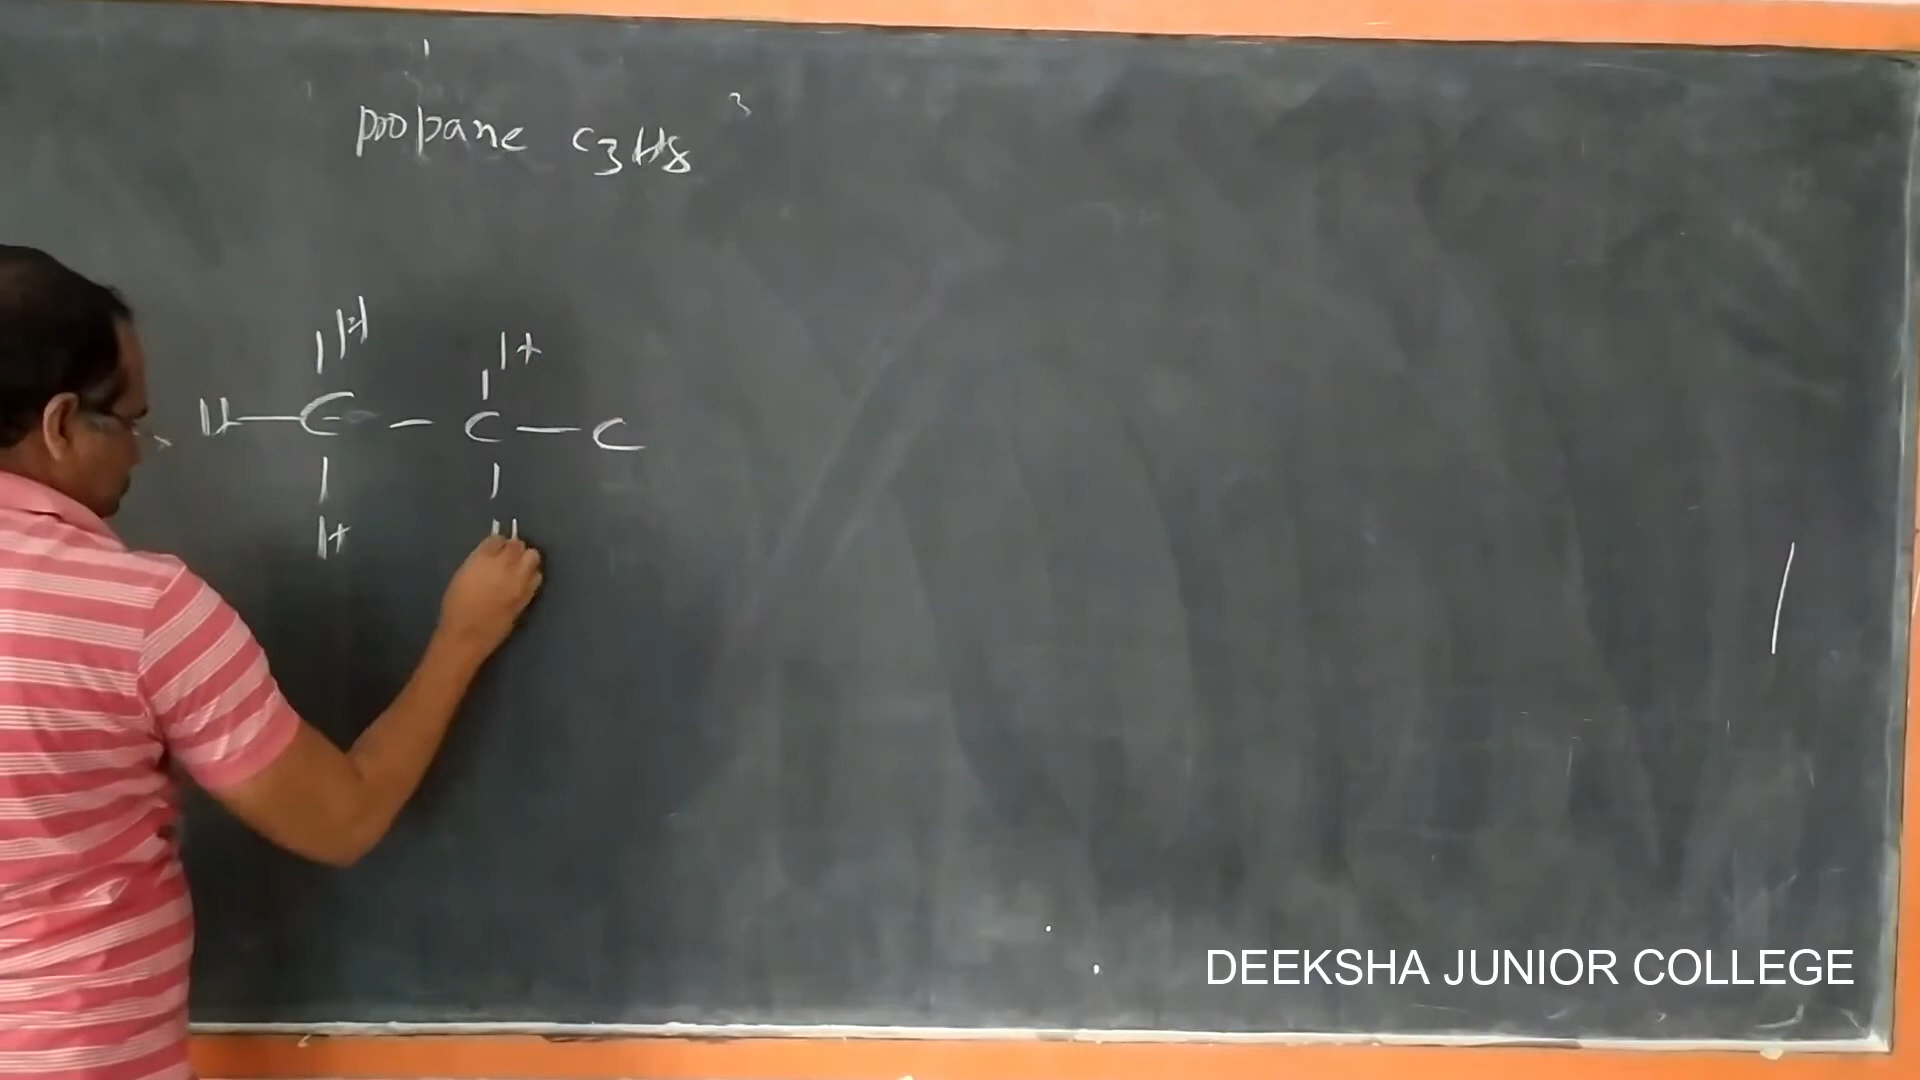 propane C3H8
H H
H—C—C—C
H H
DEEKSHA JUNIOR COLLEGE